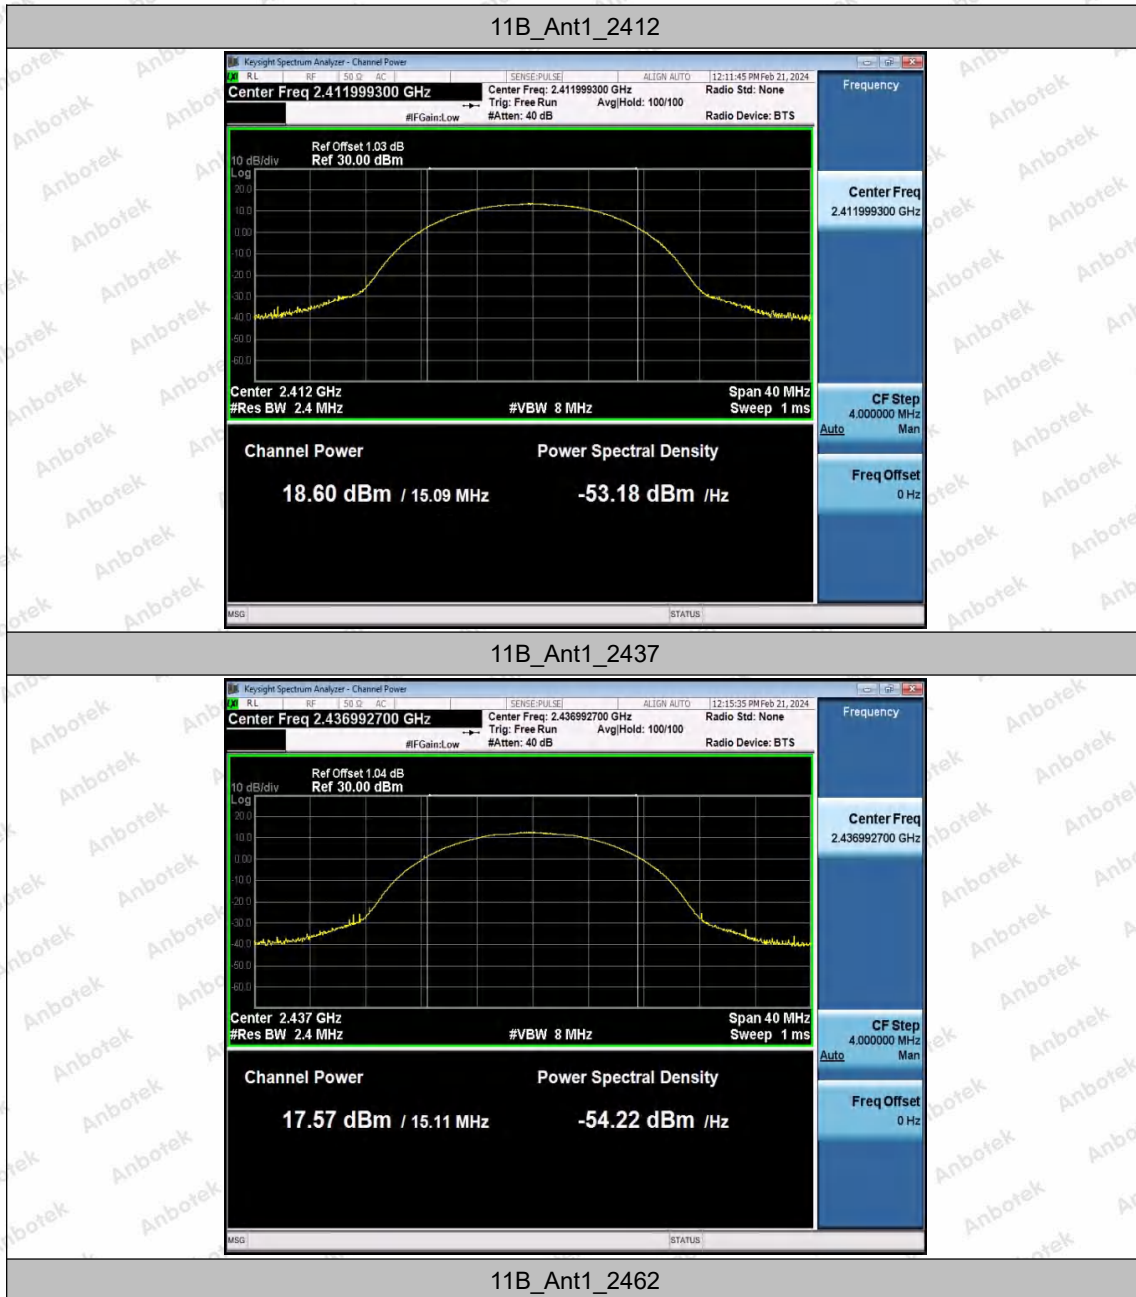 11B_Ant1_2412
Keysight Spectrum Analyzer - Channel Power
RL RF 50 Ω AC SENSE:PULSE ALIGN AUTO 12:11:45 PM Feb 21, 2024
Center Freq 2.411999300 GHz
Center Freq: 2.411999300 GHz
Radio Std: None
Trig: Free Run Avg|Hold: 100/100
#IFGain:Low #Atten: 40 dB Radio Device: BTS
Frequency
Ref Offset 1.03 dB
10 dB/div Ref 30.00 dBm
Log
20.0
10.0
0.00
-10.0
-20.0
-30.0
-40.0
-50.0
-60.0
Center 2.412 GHz Span 40 MHz
#Res BW 2.4 MHz #VBW 8 MHz Sweep 1 ms
Center Freq
2.411999300 GHz
CF Step
4.000000 MHz
Auto Man
Freq Offset
0 Hz
Channel Power Power Spectral Density
18.60 dBm / 15.09 MHz -53.18 dBm /Hz
MSG STATUS
11B_Ant1_2437
Keysight Spectrum Analyzer - Channel Power
RL RF 50 Ω AC SENSE:PULSE ALIGN AUTO 12:15:35 PM Feb 21, 2024
Center Freq 2.436992700 GHz
Center Freq: 2.436992700 GHz
Radio Std: None
Trig: Free Run Avg|Hold: 100/100
#IFGain:Low #Atten: 40 dB Radio Device: BTS
Frequency
Ref Offset 1.04 dB
10 dB/div Ref 30.00 dBm
Log
20.0
10.0
0.00
-10.0
-20.0
-30.0
-40.0
-50.0
-60.0
Center 2.437 GHz Span 40 MHz
#Res BW 2.4 MHz #VBW 8 MHz Sweep 1 ms
Center Freq
2.436992700 GHz
CF Step
4.000000 MHz
Auto Man
Freq Offset
0 Hz
Channel Power Power Spectral Density
17.57 dBm / 15.11 MHz -54.22 dBm /Hz
MSG STATUS
11B_Ant1_2462
Anbotek